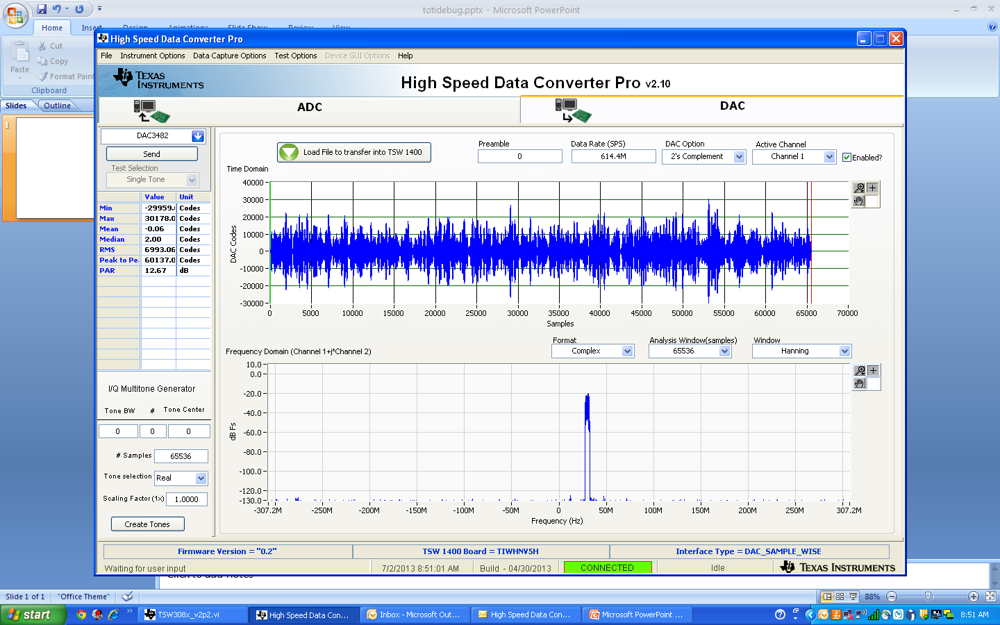 totidebug.pptx - Microsoft PowerPoint
Home Insert Design Animations Slide Show Review View
Cut
Copy
Paste
Format Paint
Clipboard
Slides Outline
1
High Speed Data Converter Pro
File Instrument Options Data Capture Options Test Options Device GUI Options Help
TEXAS INSTRUMENTS
High Speed Data Converter Pro v2.10
ADC
DAC
DAC3482
Send
Test Selection
Single Tone
Value Unit
Min -29959. Codes
Max 30178.0 Codes
Mean -0.06 Codes
Median 2.00 Codes
RMS 6993.06 Codes
Peak to Pe 60137.0 Codes
PAR 12.67 dB
I/Q Multitone Generator
Tone BW # Tone Center
0 0 0
# Samples 65536
Tone selection Real
Scaling Factor (1x) 1.0000
Create Tones
Load File to transfer into TSW 1400
Preamble
0
Data Rate (SPS)
614.4M
DAC Option
2's Complement
Active Channel
Channel 1
Enabled?
Time Domain
DAC Codes
40000
30000
20000
10000
0
-10000
-20000
-30000
0 5000 10000 15000 20000 25000 30000 35000 40000 45000 50000 55000 60000 65000 70000
Samples
Format
Complex
Analysis Window(samples)
65536
Window
Hanning
Frequency Domain (Channel 1+j*Channel 2)
dB Fs
10.0
0.0
-20.0
-40.0
-60.0
-80.0
-100.0
-120.0
-130.0
-307.2M -250M -200M -150M -100M -50M 0 50M 100M 150M 200M 250M 307.2M
Frequency (Hz)
Firmware Version = "0.2" TSW 1400 Board = TIWHNV5H Interface Type = DAC_SAMPLE_WISE
Waiting for user input 7/2/2013 8:51:01 AM Build - 04/30/2013 CONNECTED Idle TEXAS INSTRUMENTS
Click to add notes
Slide 1 of 1 "Office Theme" 88%
start TSW308x_v2p2.vi High Speed Data Con... Inbox - Microsoft Out... High Speed Data Con... Microsoft PowerPoint ... 8:51 AM